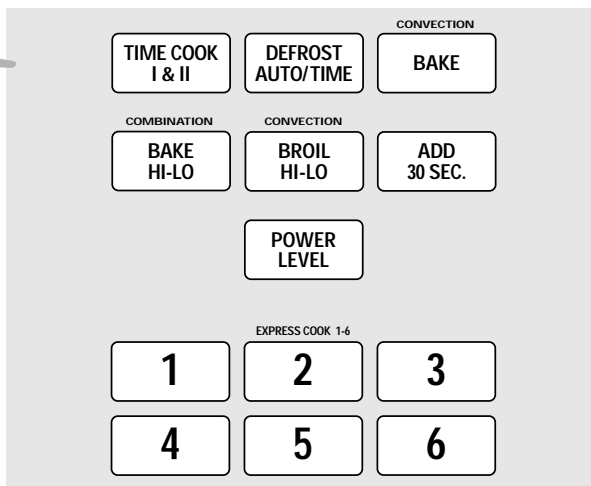 CONVECTION
TIME COOK
I & II
DEFROST
AUTO/TIME
BAKE
COMBINATION
CONVECTION
BAKE
HI-LO
BROIL
HI-LO
ADD
30 SEC.
POWER
LEVEL
EXPRESS COOK 1-6
1 2 3
4 5 6